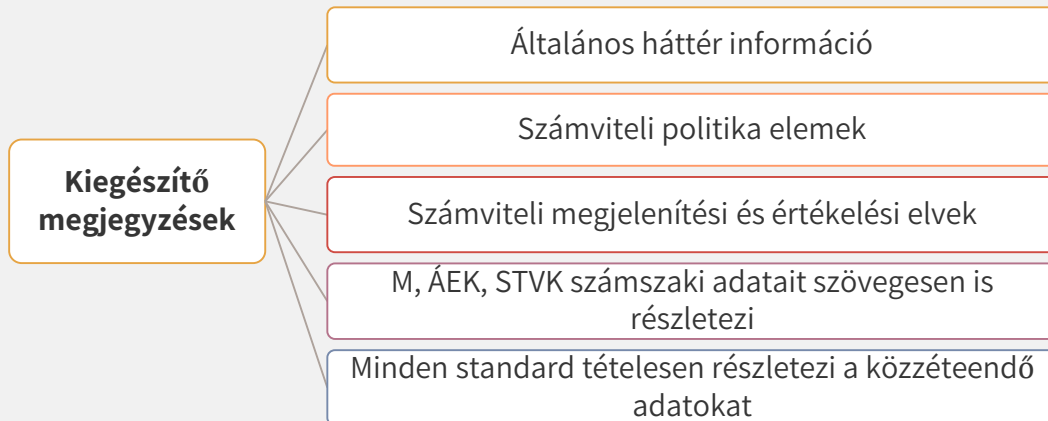 Kiegészítő
megjegyzések
Általános háttér információ
Számviteli politika elemek
Számviteli megjelenítési és értékelési elvek
M, ÁEK, STVK számszaki adatait szövegesen is
részletezi
Minden standard tételesen részletezi a közzéteendő
adatokat